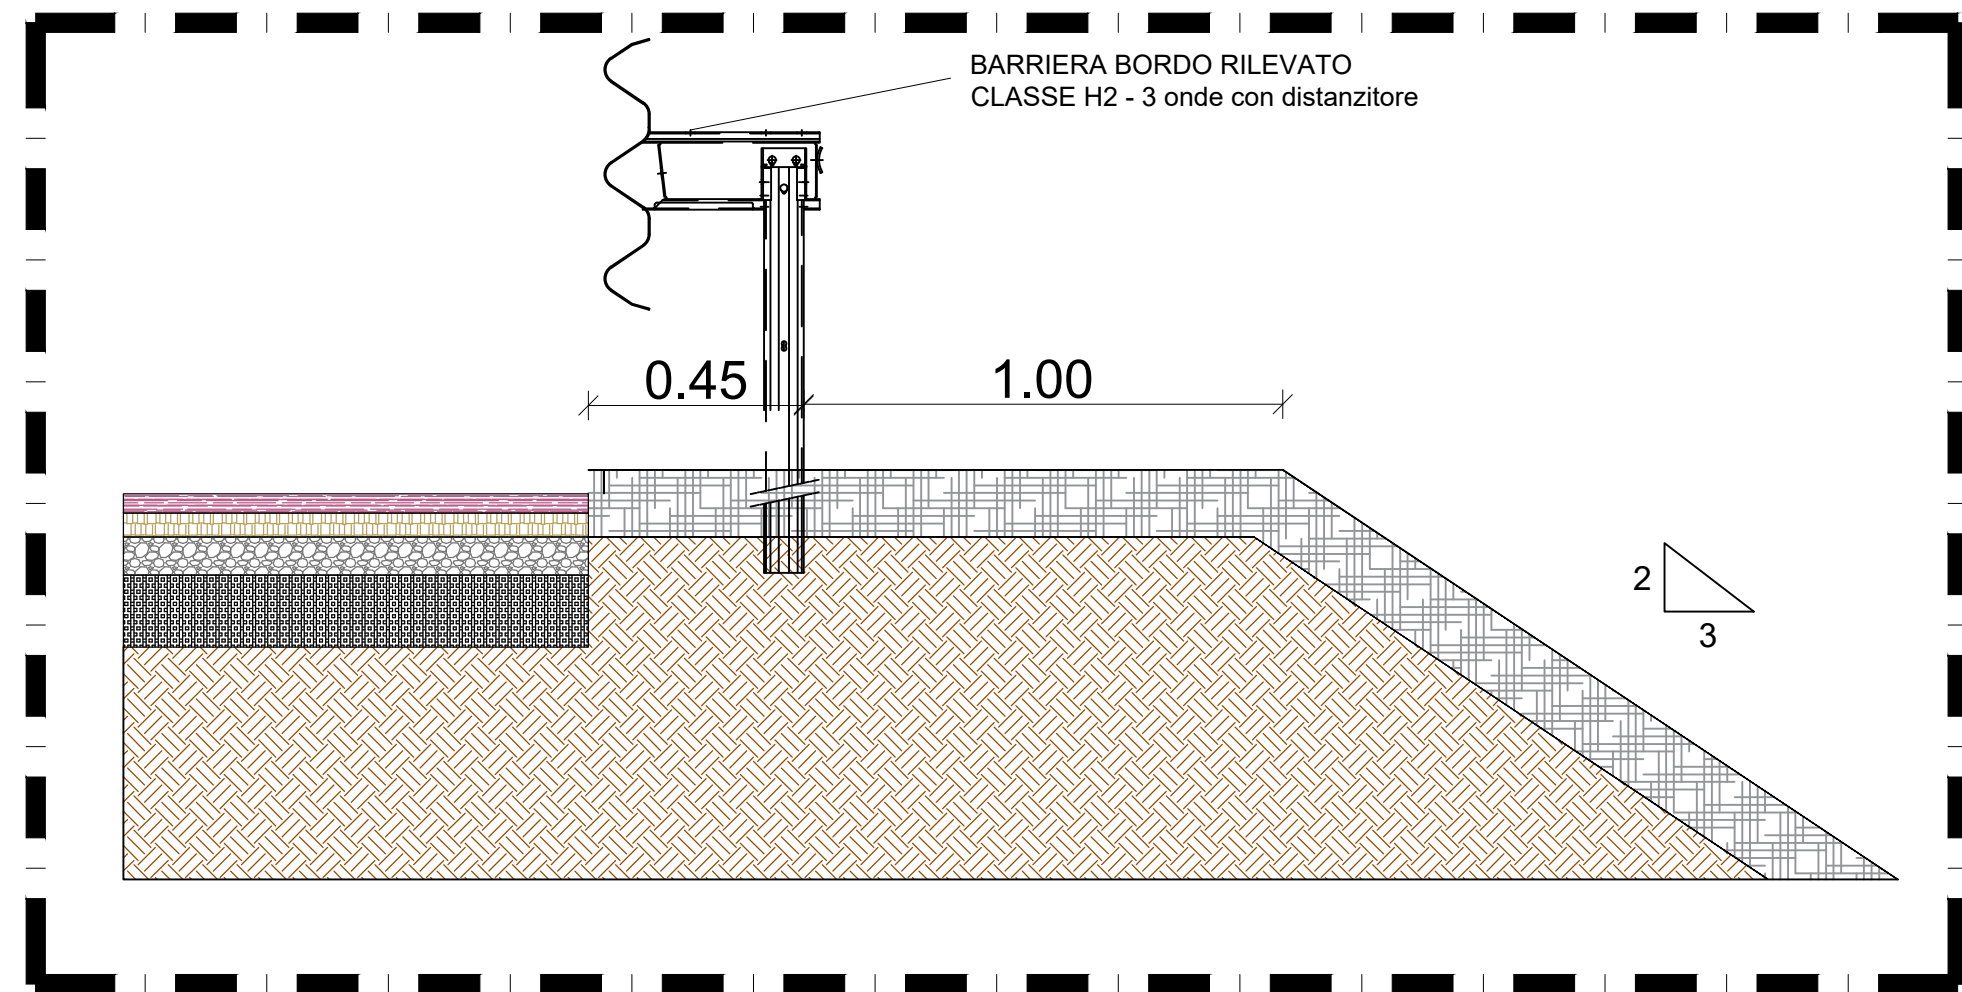 BARRIERA BORDO RILEVATO
CLASSE H2 - 3 onde con distanzitore
0.45
1.00
2
3